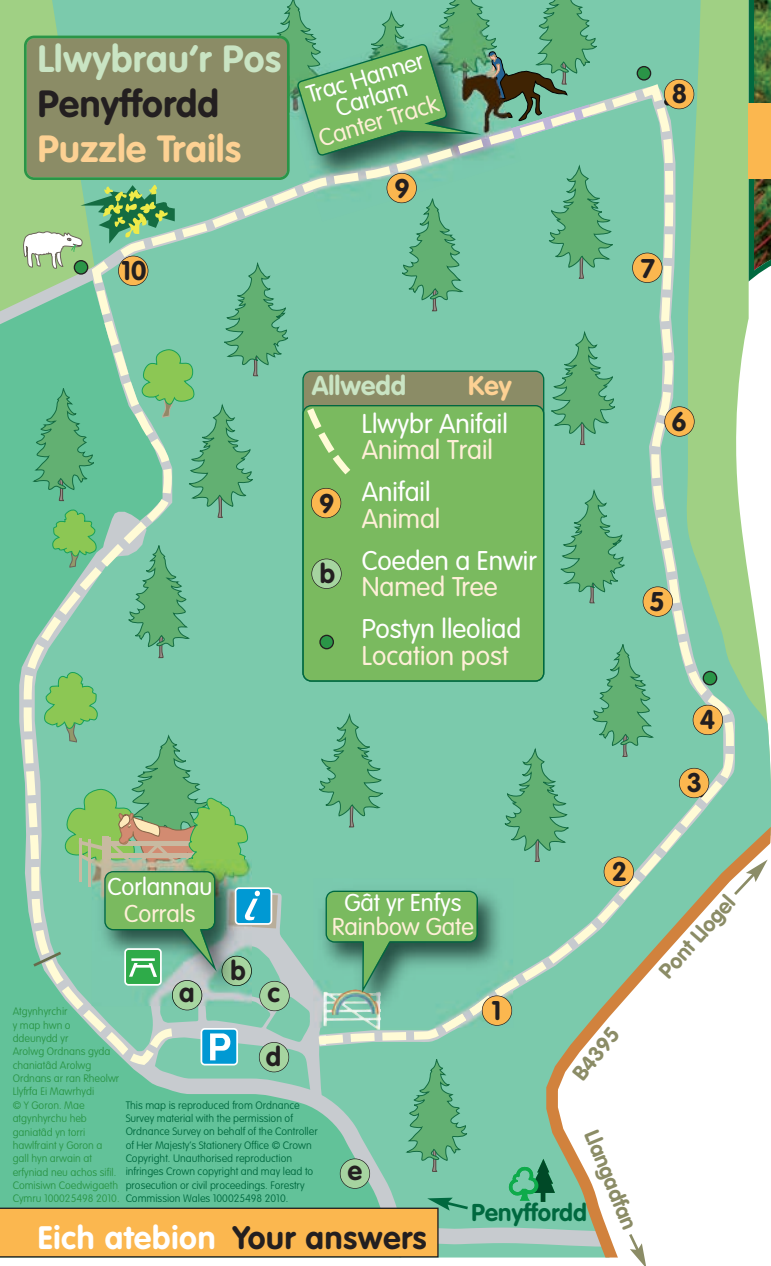 Llwybrau'r Pos
Penyffordd
Puzzle Trails
Trac Hanner
Carlam
Canter Track
8
9
10
7
Allwedd Key
Llwybr Anifail
Animal Trail
9
Anifail
Animal
b
Coeden a Enwir
Named Tree
Postyn lleoliad
Location post
6
5
4
3
2
1
Corlannau
Corrals
i
Gât yr Enfys
Rainbow Gate
a
b
c
P
d
e
Pont Llogel
B4395
Llangadfan
Penyffordd
Atgynhyrchir
y map hwn o
ddeunydd yr
Arolwg Ordnans gyda
chaniatâd Arolwg
Ordnans ar ran Rheolwr
Llyfrfa Ei Mawrhydi
© Y Goron. Mae
atgynhyrchu heb
ganiatâd yn torri
hawlfraint y Goron a
gall hyn arwain at
erlyniad neu achos sifil.
Comisiwn Coedwigaeth
Cymru 100025498 2010.
This map is reproduced from Ordnance
Survey material with the permission of
Ordnance Survey on behalf of the Controller
of Her Majesty's Stationery Office © Crown
Copyright. Unauthorised reproduction
infringes Crown copyright and may lead to
prosecution or civil proceedings. Forestry
Commission Wales 100025498 2010.
Eich atebion Your answers